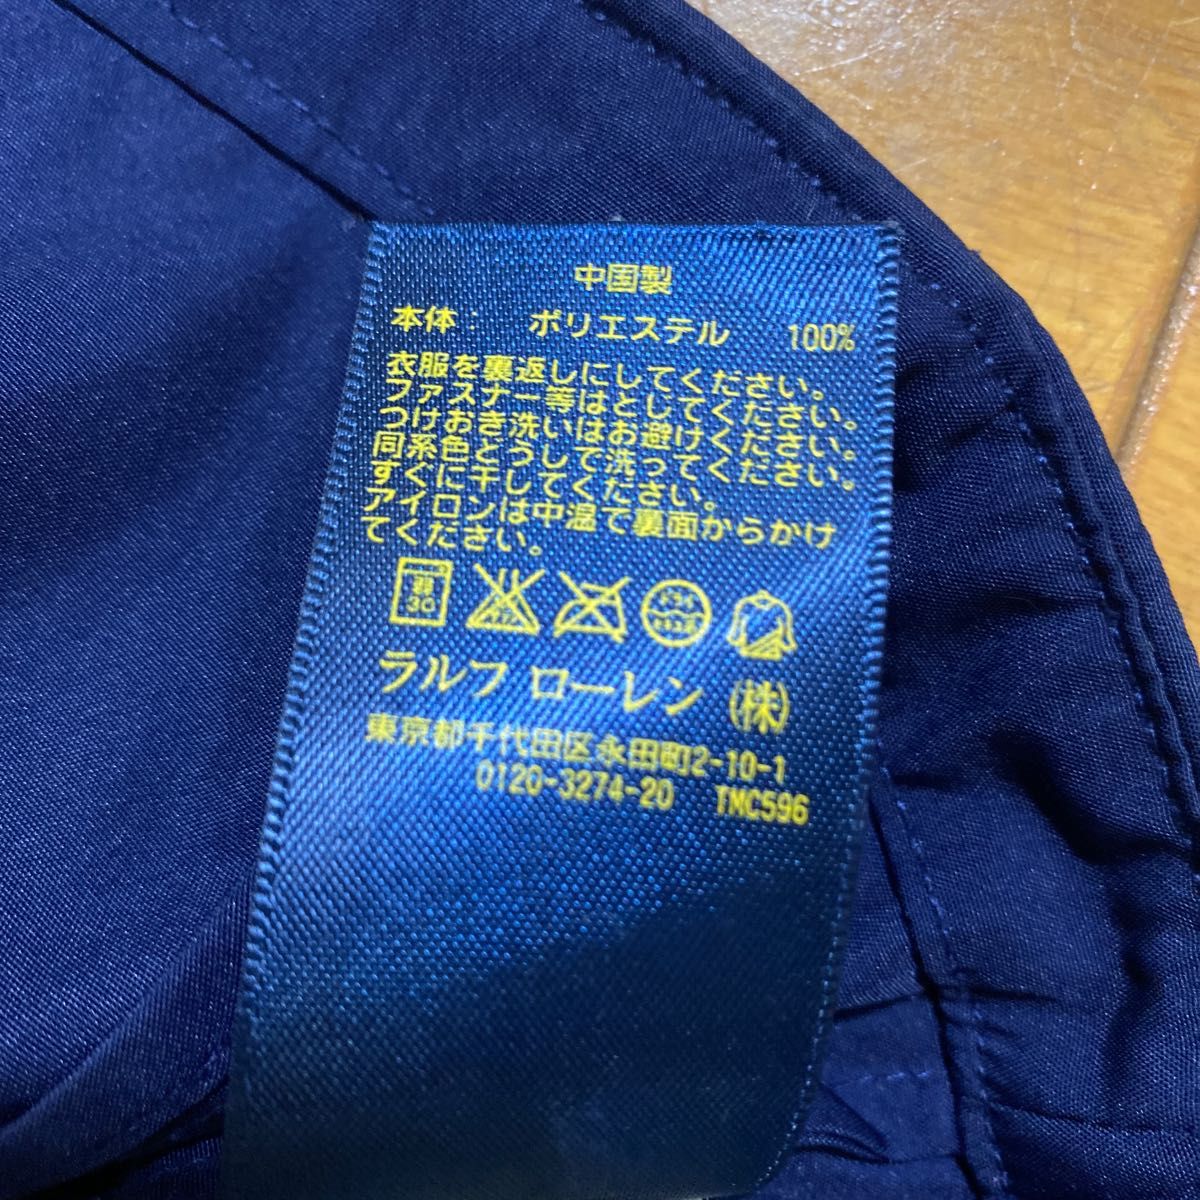 中国製
本体： ポリエステル 100%
衣服を裏返しにしてください。
ファスナー等はとしてください。
つけおき洗いはお避けください。
同系色どうしで洗ってください。
すぐに干してください。
アイロンは中温で裏面からかけ
てください。
弱
30
ラルフ ローレン (株)
東京都千代田区永田町2-10-1
0120-3274-20 TMC596